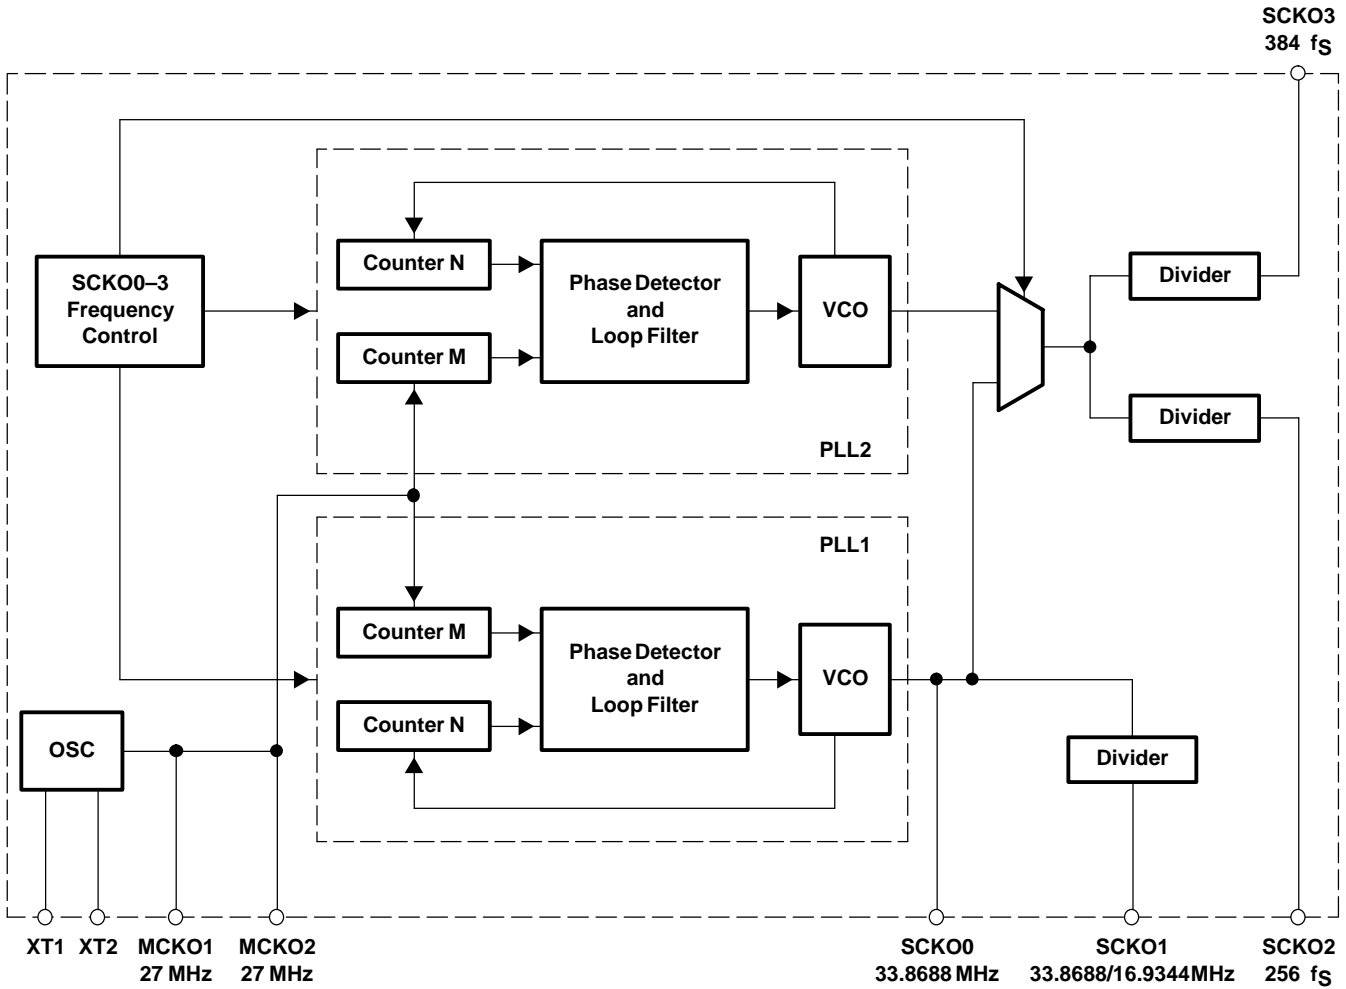 SCKO3
384 fS
SCKO0–3
Frequency
Control
Counter N
Counter M
Phase Detector
and
Loop Filter
VCO
Divider
Divider
PLL2
PLL1
Counter M
Counter N
Phase Detector
and
Loop Filter
VCO
OSC
Divider
XT1
XT2
MCKO1
27 MHz
MCKO2
27 MHz
SCKO0
33.8688 MHz
SCKO1
33.8688/16.9344MHz
SCKO2
256 fS